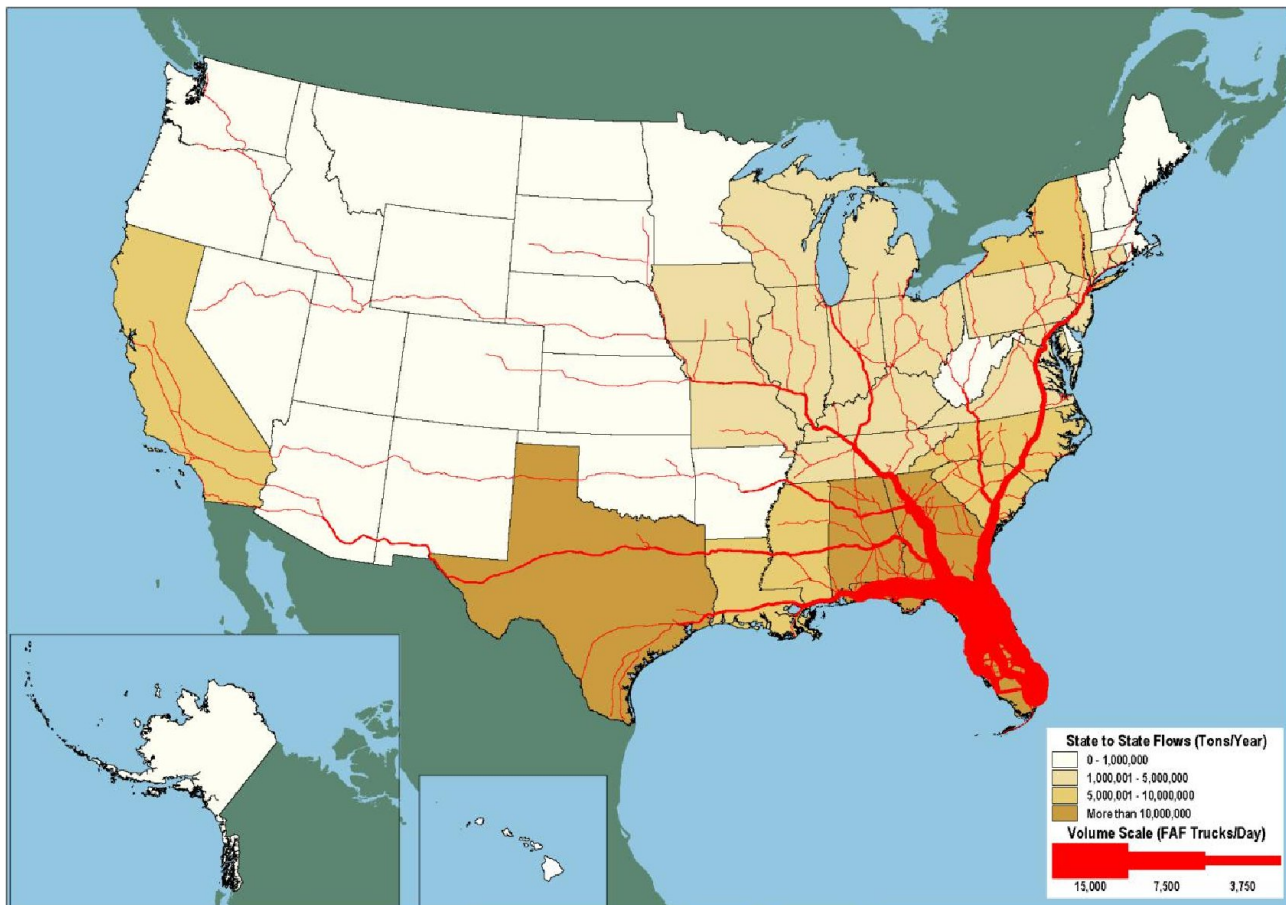 State to State Flows (Tons/Year)
0 - 1,000,000
1,000,001 - 5,000,000
5,000,001 - 10,000,000
More than 10,000,000
Volume Scale (FAF Trucks/Day)
15,000 7,500 3,750